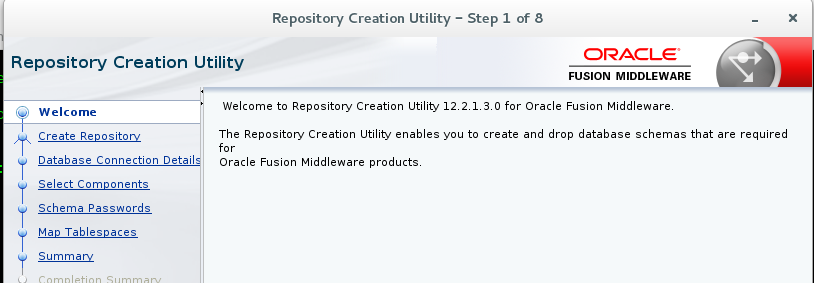 Repository Creation Utility – Step 1 of 8
Repository Creation Utility
ORACLE
FUSION MIDDLEWARE
Welcome
Create Repository
Database Connection Details
Select Components
Schema Passwords
Map Tablespaces
Summary
Completion Summary
Welcome to Repository Creation Utility 12.2.1.3.0 for Oracle Fusion Middleware.
The Repository Creation Utility enables you to create and drop database schemas that are required
for
Oracle Fusion Middleware products.